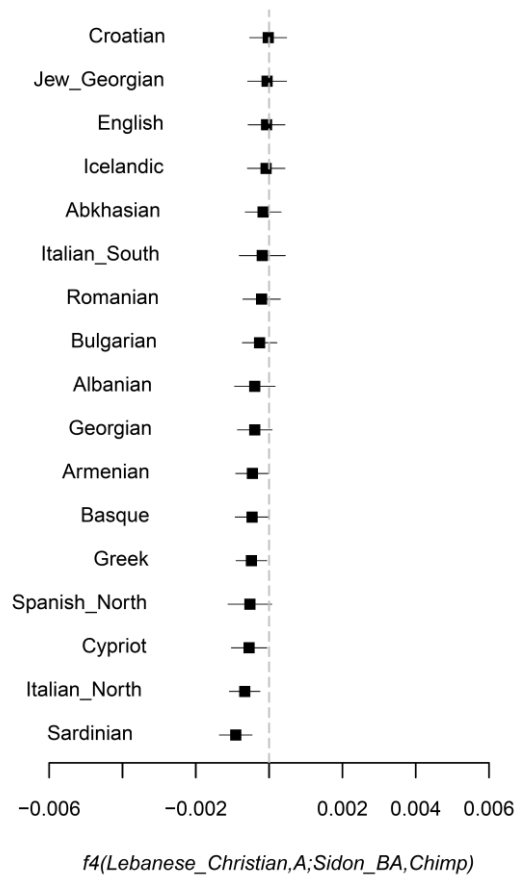 Croatian
Jew_Georgian
English
Icelandic
Abkhasian
Italian_South
Romanian
Bulgarian
Albanian
Georgian
Armenian
Basque
Greek
Spanish_North
Cypriot
Italian_North
Sardinian
−0.006 −0.002 0.002 0.004 0.006
f4(Lebanese_Christian,A;Sidon_BA,Chimp)